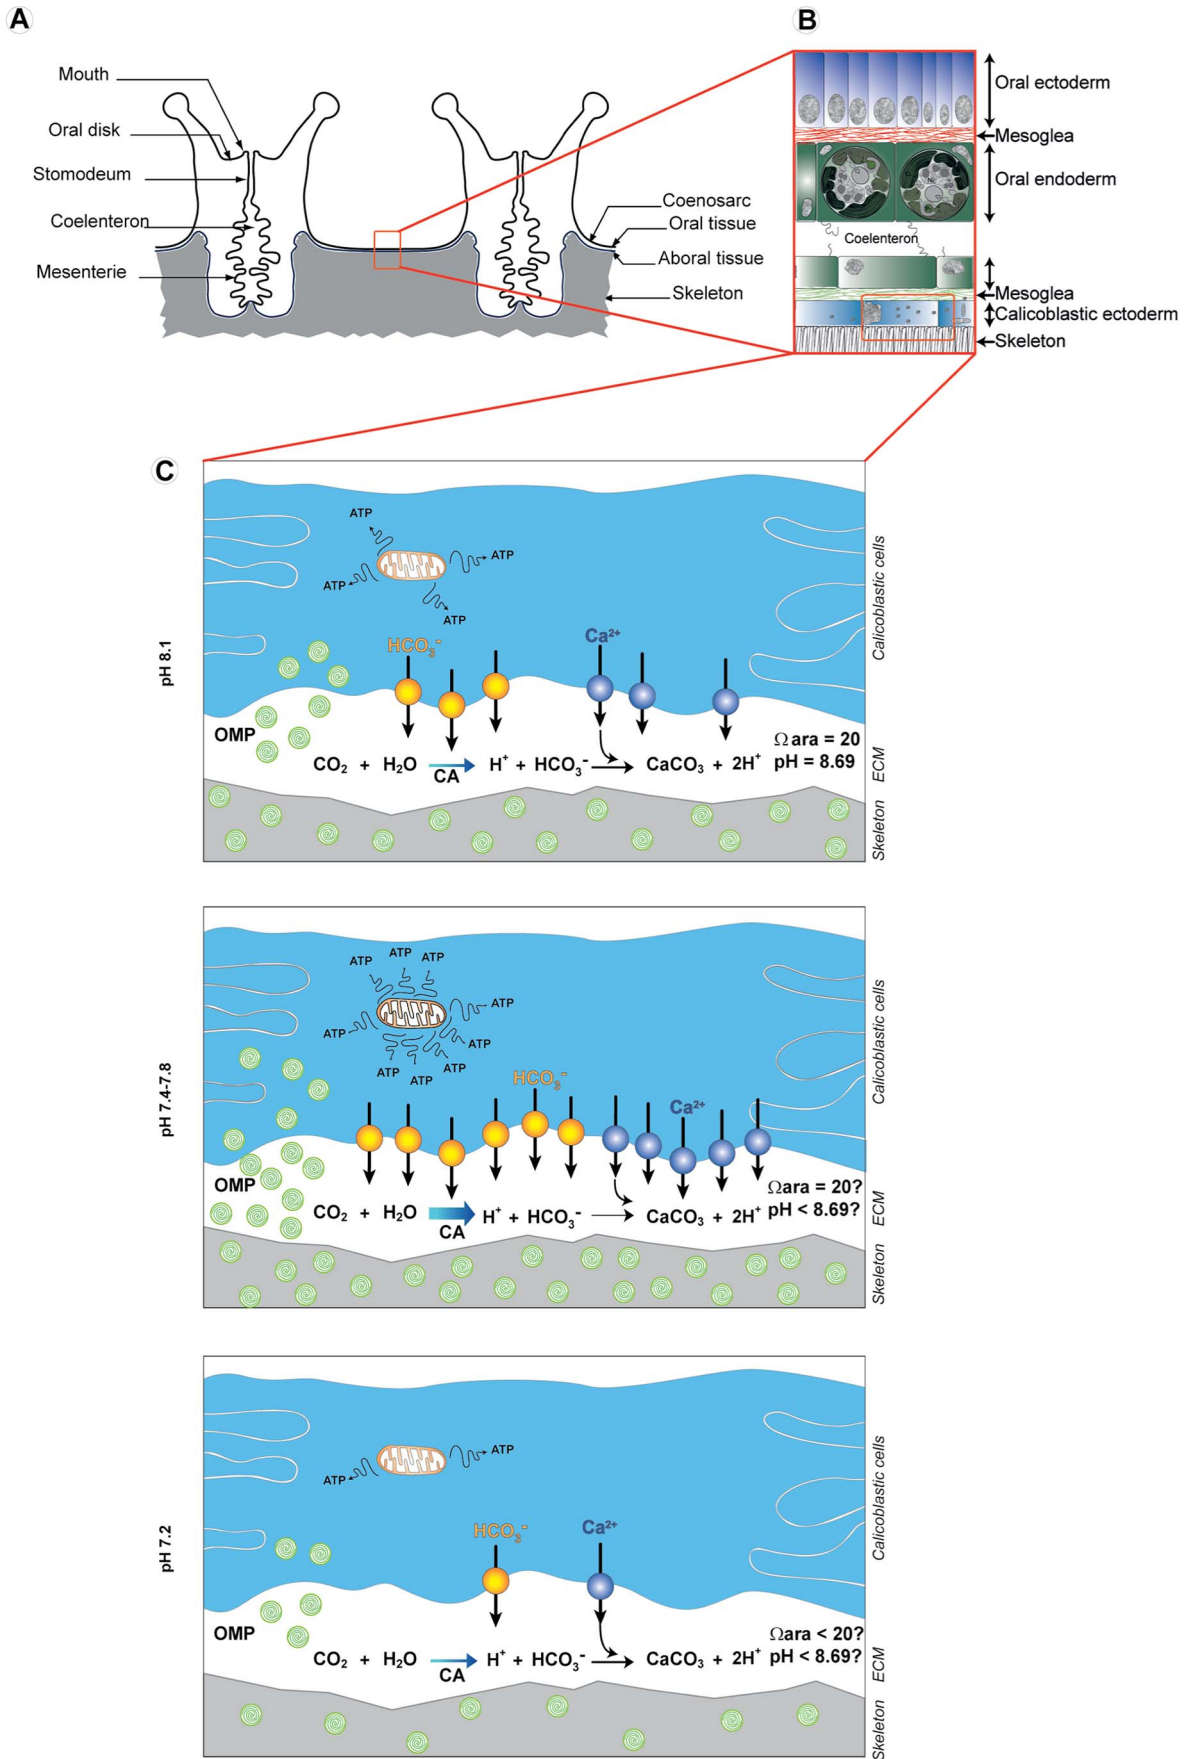 A
Mouth
Oral disk
Stomodeum
Coelenteron
Mesenterie
Coenosarc
Oral tissue
Aboral tissue
Skeleton
B
Oral ectoderm
Mesoglea
Oral endoderm
Coelenteron
Mesoglea
Calicoblastic ectoderm
Skeleton
C
pH 8.1
ATP
ATP
ATP
ATP
HCO₃⁻
Ca²⁺
OMP
CO₂ + H₂O
CA
H⁺ + HCO₃⁻
CaCO₃ + 2H⁺
Ωara = 20
pH = 8.69
Calicoblastic cells
ECM
Skeleton
pH 7.4-7.8
ATP
ATP
ATP
ATP
ATP
ATP
ATP
ATP
ATP
HCO₃⁻
Ca²⁺
OMP
CO₂ + H₂O
CA
H⁺ + HCO₃⁻
CaCO₃ + 2H⁺
Ωara = 20?
pH < 8.69?
Calicoblastic cells
ECM
Skeleton
pH 7.2
ATP
ATP
HCO₃⁻
Ca²⁺
OMP
CO₂ + H₂O
CA
H⁺ + HCO₃⁻
CaCO₃ + 2H⁺
Ωara < 20?
pH < 8.69?
Calicoblastic cells
ECM
Skeleton